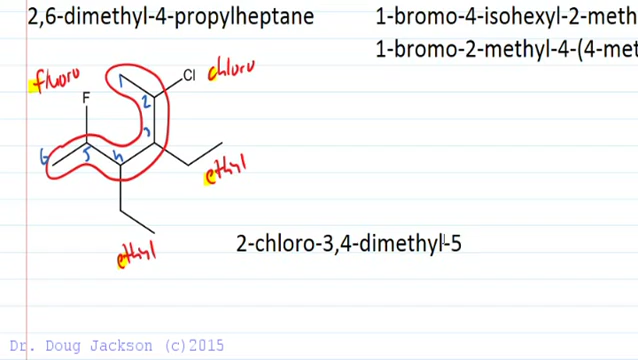 2,6-dimethyl-4-propylheptane
1-bromo-4-isohexyl-2-meth
1-bromo-2-methyl-4-(4-met
fluoro
chloro
1
Cl
F
2
3
6
5
4
ethyl
ethyl
2-chloro-3,4-dimethyl-5
Dr. Doug Jackson (c)2015